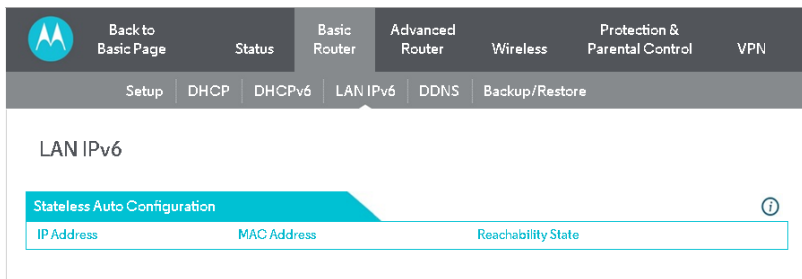 Back to Basic Page
Status
Basic Router
Advanced Router
Wireless
Protection & Parental Control
VPN
Setup DHCP DHCPv6 LAN IPv6 DDNS Backup/Restore
LAN IPv6
Stateless Auto Configuration
IP Address MAC Address Reachability State